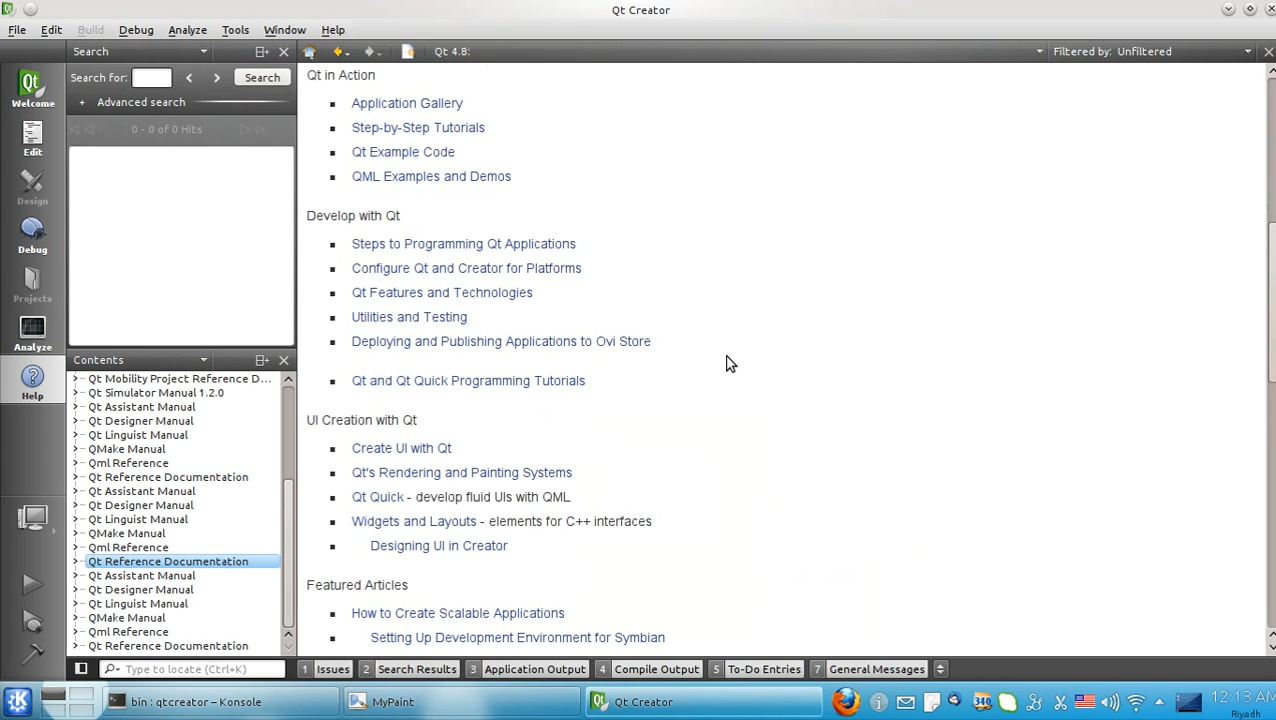 Qt Creator
File Edit Build Debug Analyze Tools Window Help
Search
Qt 4.8:
Filtered by: Unfiltered
Search for:
Search
+ Advanced search
0 - 0 of 0 Hits
Welcome
Edit
Design
Debug
Projects
Analyze
Help
Contents
Qt Mobility Project Reference D...
Qt Simulator Manual 1.2.0
Qt Assistant Manual
Qt Designer Manual
Qt Linguist Manual
QMake Manual
Qml Reference
Qt Reference Documentation
Qt Assistant Manual
Qt Designer Manual
Qt Linguist Manual
QMake Manual
Qml Reference
Qt Reference Documentation
Qt Assistant Manual
Qt Designer Manual
Qt Linguist Manual
QMake Manual
Qml Reference
Qt Reference Documentation
Qt in Action
Application Gallery
Step-by-Step Tutorials
Qt Example Code
QML Examples and Demos
Develop with Qt
Steps to Programming Qt Applications
Configure Qt and Creator for Platforms
Qt Features and Technologies
Utilities and Testing
Deploying and Publishing Applications to Ovi Store
Qt and Qt Quick Programming Tutorials
UI Creation with Qt
Create UI with Qt
Qt's Rendering and Painting Systems
Qt Quick - develop fluid UIs with QML
Widgets and Layouts - elements for C++ interfaces
Designing UI in Creator
Featured Articles
How to Create Scalable Applications
Setting Up Development Environment for Symbian
Type to locate (Ctrl+K)
1 Issues 2 Search Results 3 Application Output 4 Compile Output 5 To-Do Entries 7 General Messages
bin : qtcreator – Konsole
MyPaint
Qt Creator
340
12:13 AM
Riyadh